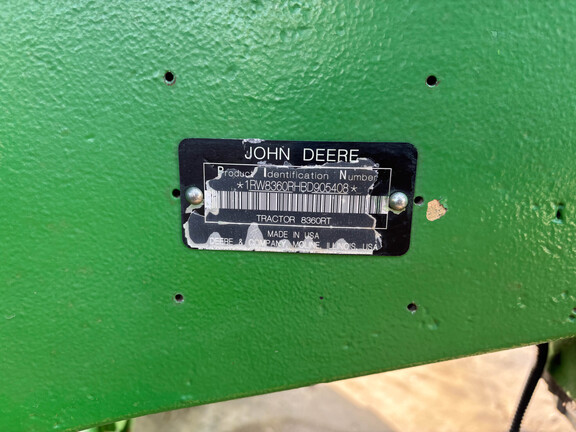 JOHN DEERE
Product Identification Number
*1RW8360RHBD905408*
TRACTOR 8360RT
MADE IN USA
DEERE & COMPANY MOLINE, ILLINOIS, USA